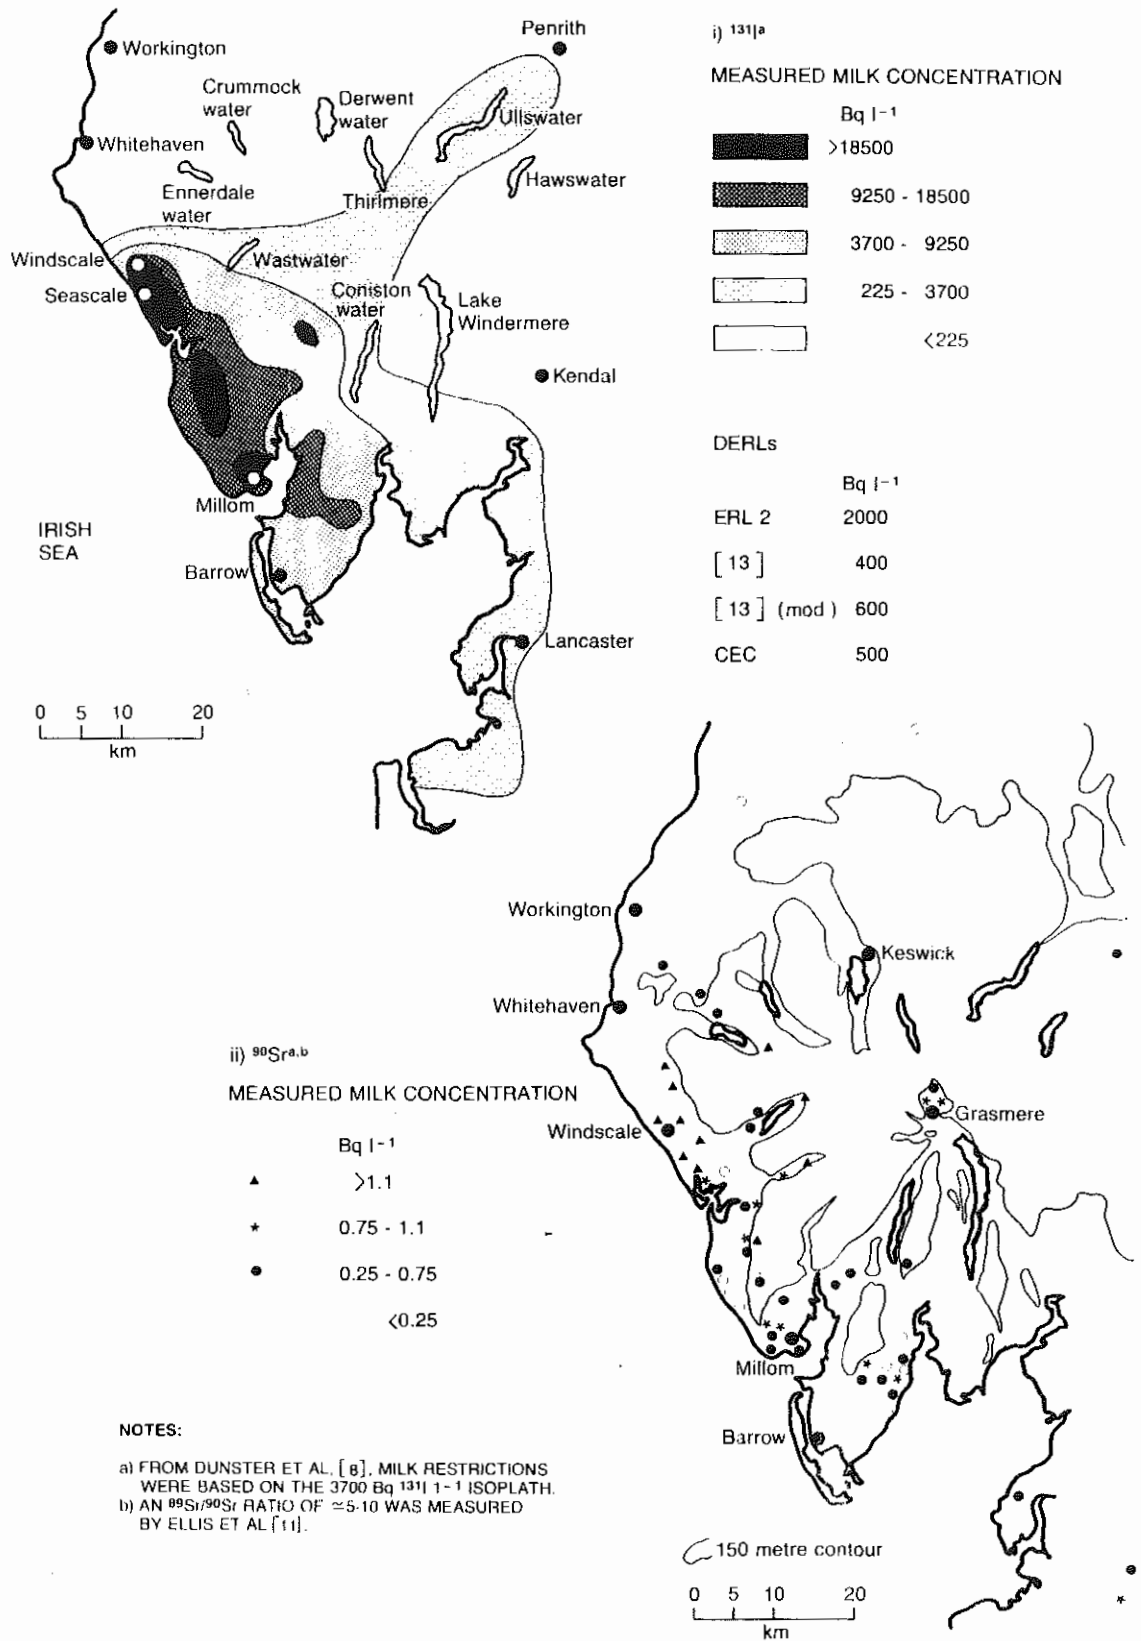 Workington
Penrith
Crummock
water
Derwent
water
Ullswater
Whitehaven
Ennerdale
water
Thirlmere
Hawswater
Windscale
Wastwater
Seascale
Coniston
water
Lake
Windermere
Kendal
Millom
IRISH
SEA
Barrow
Lancaster
0 5 10 20
km
i) ¹³¹Iᵃ
MEASURED MILK CONCENTRATION
Bq l⁻¹
>18500
9250 - 18500
3700 - 9250
225 - 3700
<225
DERLs
Bq l⁻¹
ERL 2 2000
[13] 400
[13] (mod) 600
CEC 500
Workington
Keswick
Whitehaven
Grasmere
Windscale
Millom
Barrow
150 metre contour
0 5 10 20
km
ii) ⁹⁰Srᵃ·ᵇ
MEASURED MILK CONCENTRATION
Bq l⁻¹
▲ >1.1
★ 0.75 - 1.1
● 0.25 - 0.75
<0.25
NOTES:
a) FROM DUNSTER ET AL, [8], MILK RESTRICTIONS
WERE BASED ON THE 3700 Bq ¹³¹I 1⁻¹ ISOPLATH.
b) AN ⁸⁹Sr/⁹⁰Sr RATIO OF ≃5-10 WAS MEASURED
BY ELLIS ET AL [11].